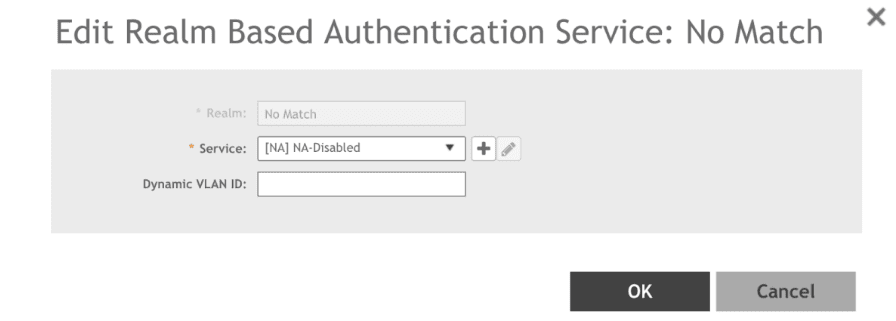 Edit Realm Based Authentication Service: No Match
* Realm: No Match
* Service: [NA] NA-Disabled
Dynamic VLAN ID:
OK Cancel